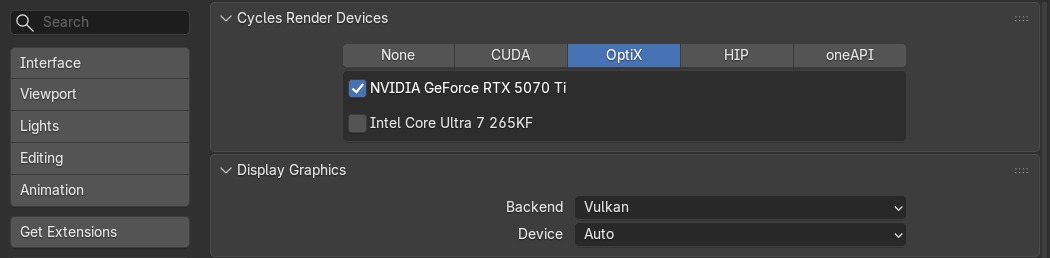 Search
Interface
Viewport
Lights
Editing
Animation
Get Extensions
Cycles Render Devices
None CUDA OptiX HIP oneAPI
NVIDIA GeForce RTX 5070 Ti
Intel Core Ultra 7 265KF
Display Graphics
Backend Vulkan
Device Auto